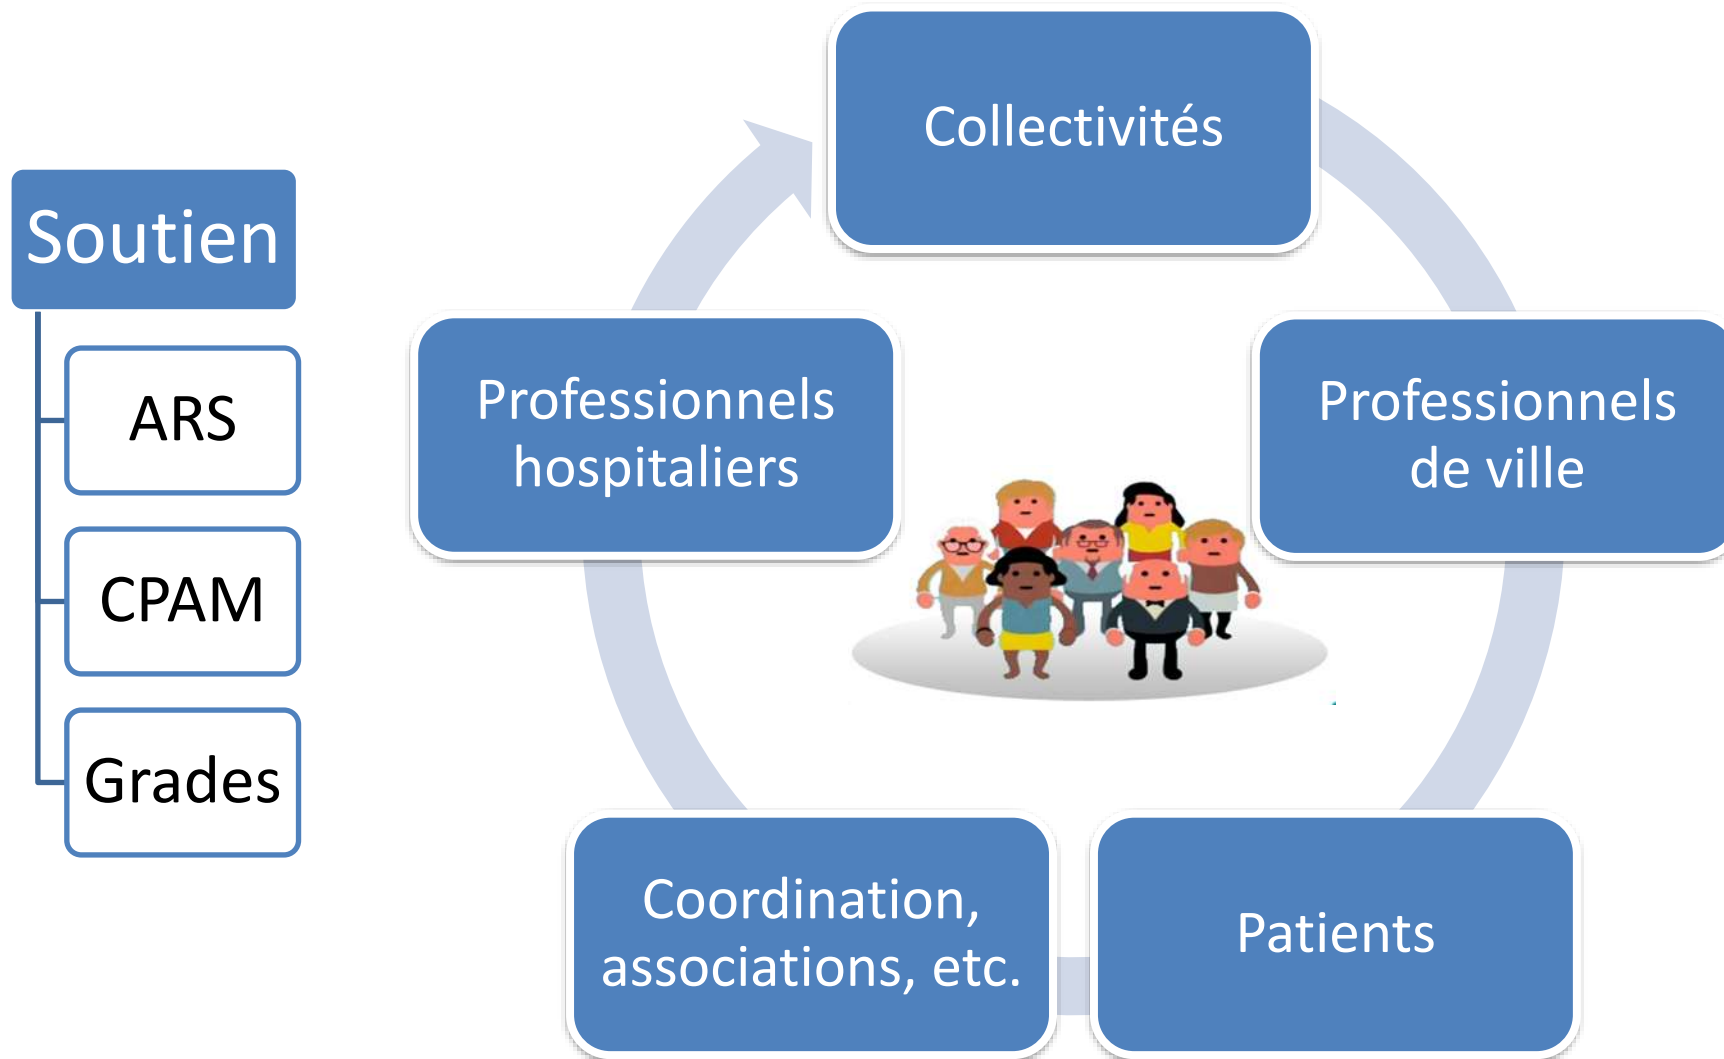 Soutien
ARS
CPAM
Grades
Collectivités
Professionnels
de ville
Patients
Coordination,
associations, etc.
Professionnels
hospitaliers